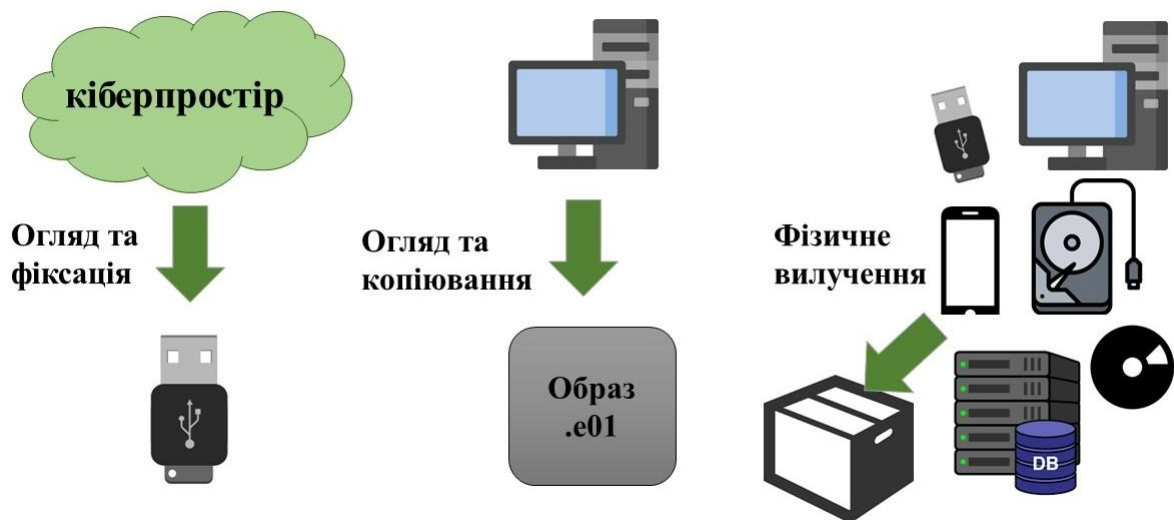 кіберпростір
Огляд та
фіксація
Огляд та
копіювання
Образ
.e01
Фізичне
вилучення
DB